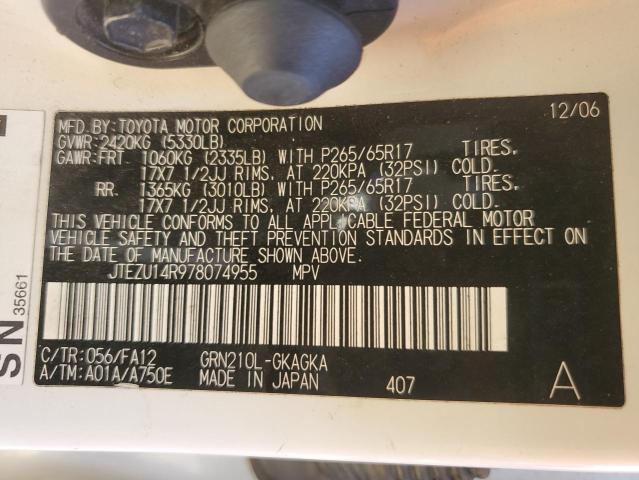 12/06
MFD.BY:TOYOTA MOTOR CORPORATION
GVWR:2420KG (5330LB)
GAWR:FRT 1060KG (2335LB) WITH P265/65R17 TIRES,
17X7 1/2JJ RIMS, AT 220KPA (32PSI) COLD,
RR. 1365KG (3010LB) WITH P265/65R17 TIRES,
17X7 1/2JJ RIMS, AT 220KPA (32PSI) COLD.
THIS VEHICLE CONFORMS TO ALL APPLICABLE FEDERAL MOTOR
VEHICLE SAFETY AND THEFT PREVENTION STANDARDS IN EFFECT ON
THE DATE OF MANUFACTURE SHOWN ABOVE.
JTEZU14R978074955 MPV
C/TR:056/FA12 GRN210L-GKAGKA
A/TM:A01A/A750E MADE IN JAPAN 407 A
SN 35661